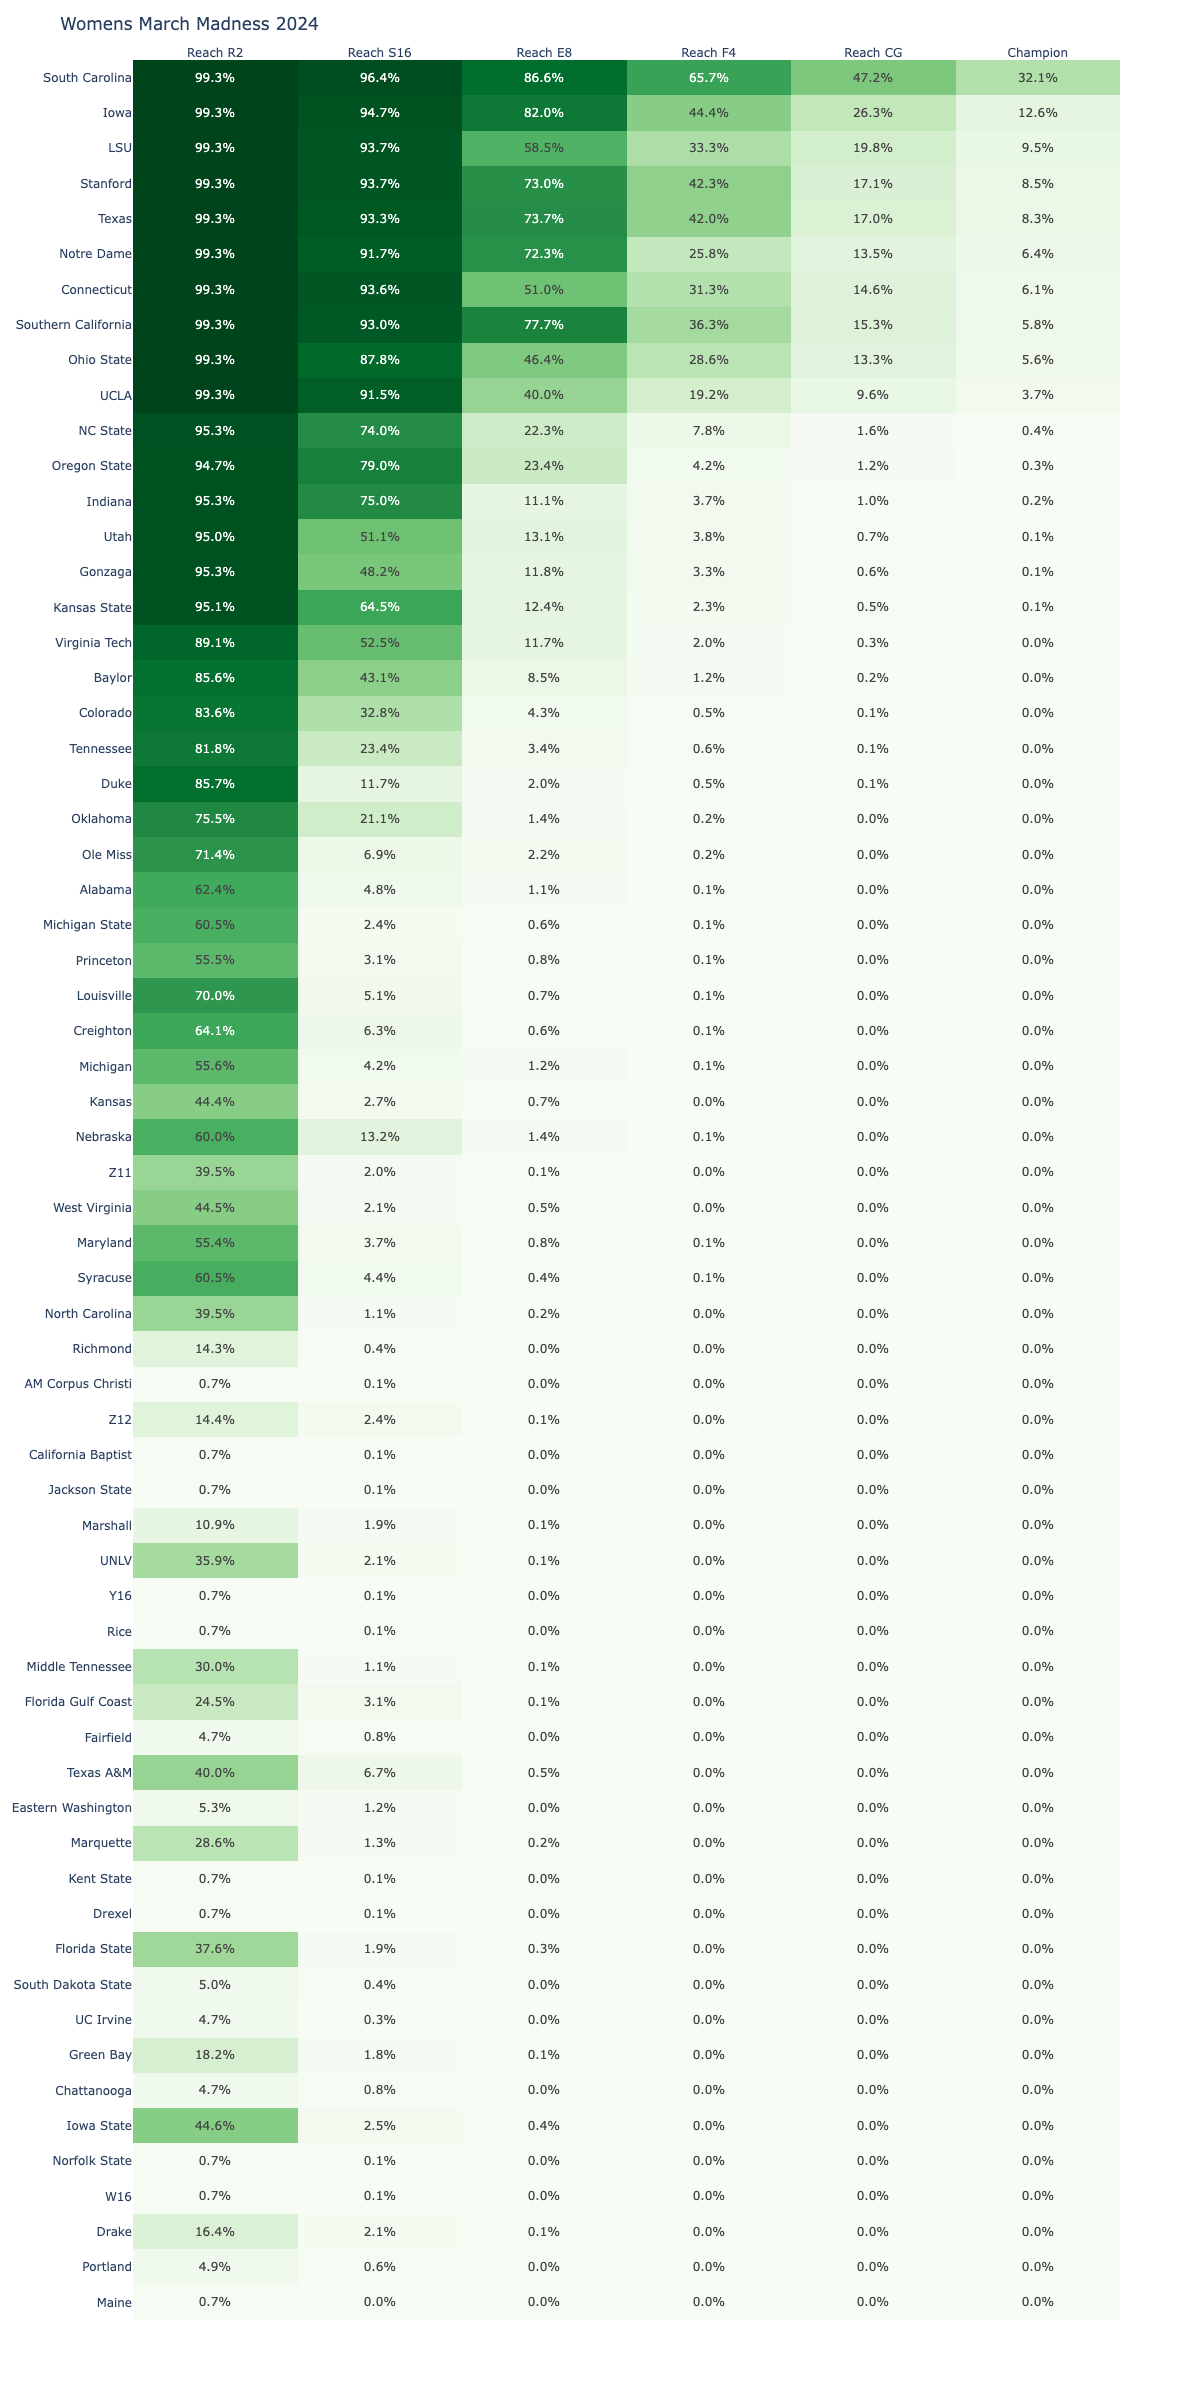 Womens March Madness 2024
Reach R2 Reach S16 Reach E8 Reach F4 Reach CG Champion
South Carolina 99.3% 96.4% 86.6% 65.7% 47.2% 32.1%
Iowa 99.3% 94.7% 82.0% 44.4% 26.3% 12.6%
LSU 99.3% 93.7% 58.5% 33.3% 19.8% 9.5%
Stanford 99.3% 93.7% 73.0% 42.3% 17.1% 8.5%
Texas 99.3% 93.3% 73.7% 42.0% 17.0% 8.3%
Notre Dame 99.3% 91.7% 72.3% 25.8% 13.5% 6.4%
Connecticut 99.3% 93.6% 51.0% 31.3% 14.6% 6.1%
Southern California 99.3% 93.0% 77.7% 36.3% 15.3% 5.8%
Ohio State 99.3% 87.8% 46.4% 28.6% 13.3% 5.6%
UCLA 99.3% 91.5% 40.0% 19.2% 9.6% 3.7%
NC State 95.3% 74.0% 22.3% 7.8% 1.6% 0.4%
Oregon State 94.7% 79.0% 23.4% 4.2% 1.2% 0.3%
Indiana 95.3% 75.0% 11.1% 3.7% 1.0% 0.2%
Utah 95.0% 51.1% 13.1% 3.8% 0.7% 0.1%
Gonzaga 95.3% 48.2% 11.8% 3.3% 0.6% 0.1%
Kansas State 95.1% 64.5% 12.4% 2.3% 0.5% 0.1%
Virginia Tech 89.1% 52.5% 11.7% 2.0% 0.3% 0.0%
Baylor 85.6% 43.1% 8.5% 1.2% 0.2% 0.0%
Colorado 83.6% 32.8% 4.3% 0.5% 0.1% 0.0%
Tennessee 81.8% 23.4% 3.4% 0.6% 0.1% 0.0%
Duke 85.7% 11.7% 2.0% 0.5% 0.1% 0.0%
Oklahoma 75.5% 21.1% 1.4% 0.2% 0.0% 0.0%
Ole Miss 71.4% 6.9% 2.2% 0.2% 0.0% 0.0%
Alabama 62.4% 4.8% 1.1% 0.1% 0.0% 0.0%
Michigan State 60.5% 2.4% 0.6% 0.1% 0.0% 0.0%
Princeton 55.5% 3.1% 0.8% 0.1% 0.0% 0.0%
Louisville 70.0% 5.1% 0.7% 0.1% 0.0% 0.0%
Creighton 64.1% 6.3% 0.6% 0.1% 0.0% 0.0%
Michigan 55.6% 4.2% 1.2% 0.1% 0.0% 0.0%
Kansas 44.4% 2.7% 0.7% 0.0% 0.0% 0.0%
Nebraska 60.0% 13.2% 1.4% 0.1% 0.0% 0.0%
Z11 39.5% 2.0% 0.1% 0.0% 0.0% 0.0%
West Virginia 44.5% 2.1% 0.5% 0.0% 0.0% 0.0%
Maryland 55.4% 3.7% 0.8% 0.1% 0.0% 0.0%
Syracuse 60.5% 4.4% 0.4% 0.1% 0.0% 0.0%
North Carolina 39.5% 1.1% 0.2% 0.0% 0.0% 0.0%
Richmond 14.3% 0.4% 0.0% 0.0% 0.0% 0.0%
AM Corpus Christi 0.7% 0.1% 0.0% 0.0% 0.0% 0.0%
Z12 14.4% 2.4% 0.1% 0.0% 0.0% 0.0%
California Baptist 0.7% 0.1% 0.0% 0.0% 0.0% 0.0%
Jackson State 0.7% 0.1% 0.0% 0.0% 0.0% 0.0%
Marshall 10.9% 1.9% 0.1% 0.0% 0.0% 0.0%
UNLV 35.9% 2.1% 0.1% 0.0% 0.0% 0.0%
Y16 0.7% 0.1% 0.0% 0.0% 0.0% 0.0%
Rice 0.7% 0.1% 0.0% 0.0% 0.0% 0.0%
Middle Tennessee 30.0% 1.1% 0.1% 0.0% 0.0% 0.0%
Florida Gulf Coast 24.5% 3.1% 0.1% 0.0% 0.0% 0.0%
Fairfield 4.7% 0.8% 0.0% 0.0% 0.0% 0.0%
Texas A&M 40.0% 6.7% 0.5% 0.0% 0.0% 0.0%
Eastern Washington 5.3% 1.2% 0.0% 0.0% 0.0% 0.0%
Marquette 28.6% 1.3% 0.2% 0.0% 0.0% 0.0%
Kent State 0.7% 0.1% 0.0% 0.0% 0.0% 0.0%
Drexel 0.7% 0.1% 0.0% 0.0% 0.0% 0.0%
Florida State 37.6% 1.9% 0.3% 0.0% 0.0% 0.0%
South Dakota State 5.0% 0.4% 0.0% 0.0% 0.0% 0.0%
UC Irvine 4.7% 0.3% 0.0% 0.0% 0.0% 0.0%
Green Bay 18.2% 1.8% 0.1% 0.0% 0.0% 0.0%
Chattanooga 4.7% 0.8% 0.0% 0.0% 0.0% 0.0%
Iowa State 44.6% 2.5% 0.4% 0.0% 0.0% 0.0%
Norfolk State 0.7% 0.1% 0.0% 0.0% 0.0% 0.0%
W16 0.7% 0.1% 0.0% 0.0% 0.0% 0.0%
Drake 16.4% 2.1% 0.1% 0.0% 0.0% 0.0%
Portland 4.9% 0.6% 0.0% 0.0% 0.0% 0.0%
Maine 0.7% 0.0% 0.0% 0.0% 0.0% 0.0%